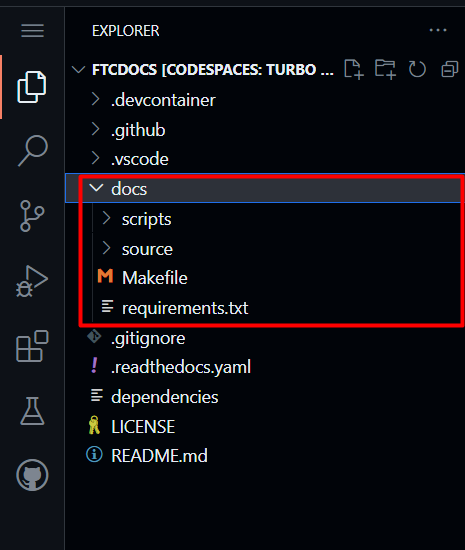 EXPLORER
FTCDOCS [CODESPACES: TURBO ...
.devcontainer
.github
.vscode
docs
scripts
source
Makefile
requirements.txt
.gitignore
.readthedocs.yaml
dependencies
LICENSE
README.md